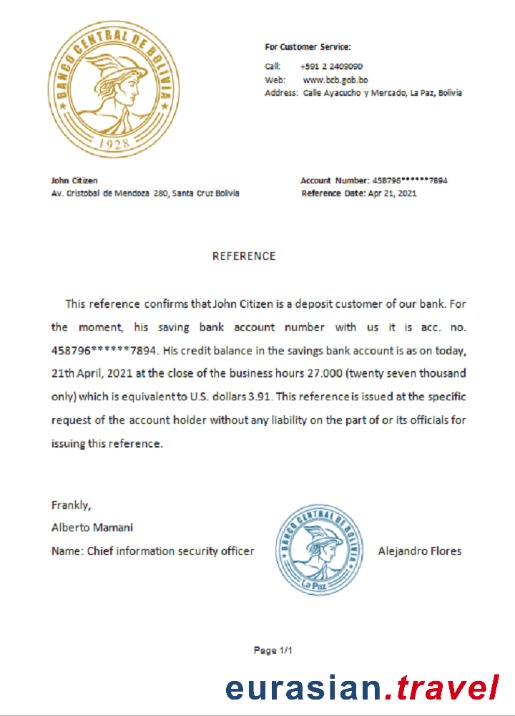 BANCO CENTRAL DE BOLIVIA
1928
For Customer Service:
Call: +591 2 2409090
Web: www.bcb.gob.bo
Address: Calle Ayacucho y Mercado, La Paz, Bolivia
John Citizen
Av. Cristobal de Mendoza 280, Santa Cruz Bolivia
Account Number: 458796******7894
Reference Date: Apr 21, 2021
REFERENCE
This reference confirms that John Citizen is a deposit customer of our bank. For
the moment, his saving bank account number with us it is acc. no.
458796******7894. His credit balance in the savings bank account is as on today,
21th April, 2021 at the close of the business hours 27.000 (twenty seven thousand
only) which is equivalent to U.S. dollars 3.91. This reference is issued at the specific
request of the account holder without any liability on the part of or its officials for
issuing this reference.
Frankly,
Alberto Mamani
Name: Chief information security officer
BANCO CENTRAL DE BOLIVIA
La Paz
Alejandro Flores
Page 1/1
eurasian.travel